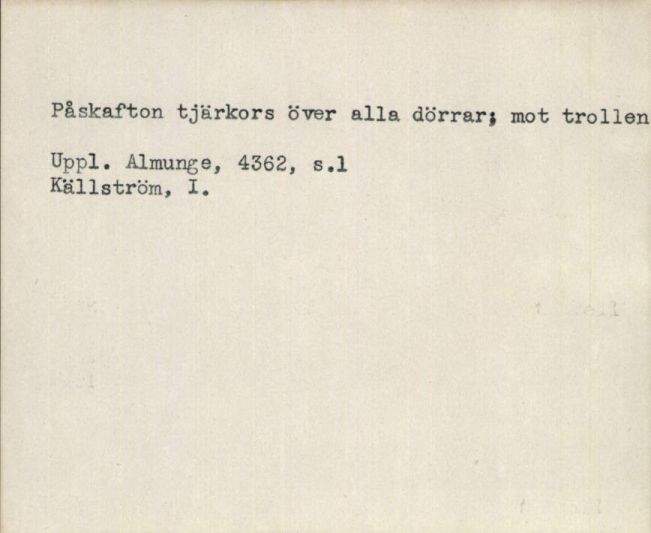 Påskafton tjärkors över alla dörrar; mot trollen
Uppl. Almunge, 4362, s.1
Källström, I.